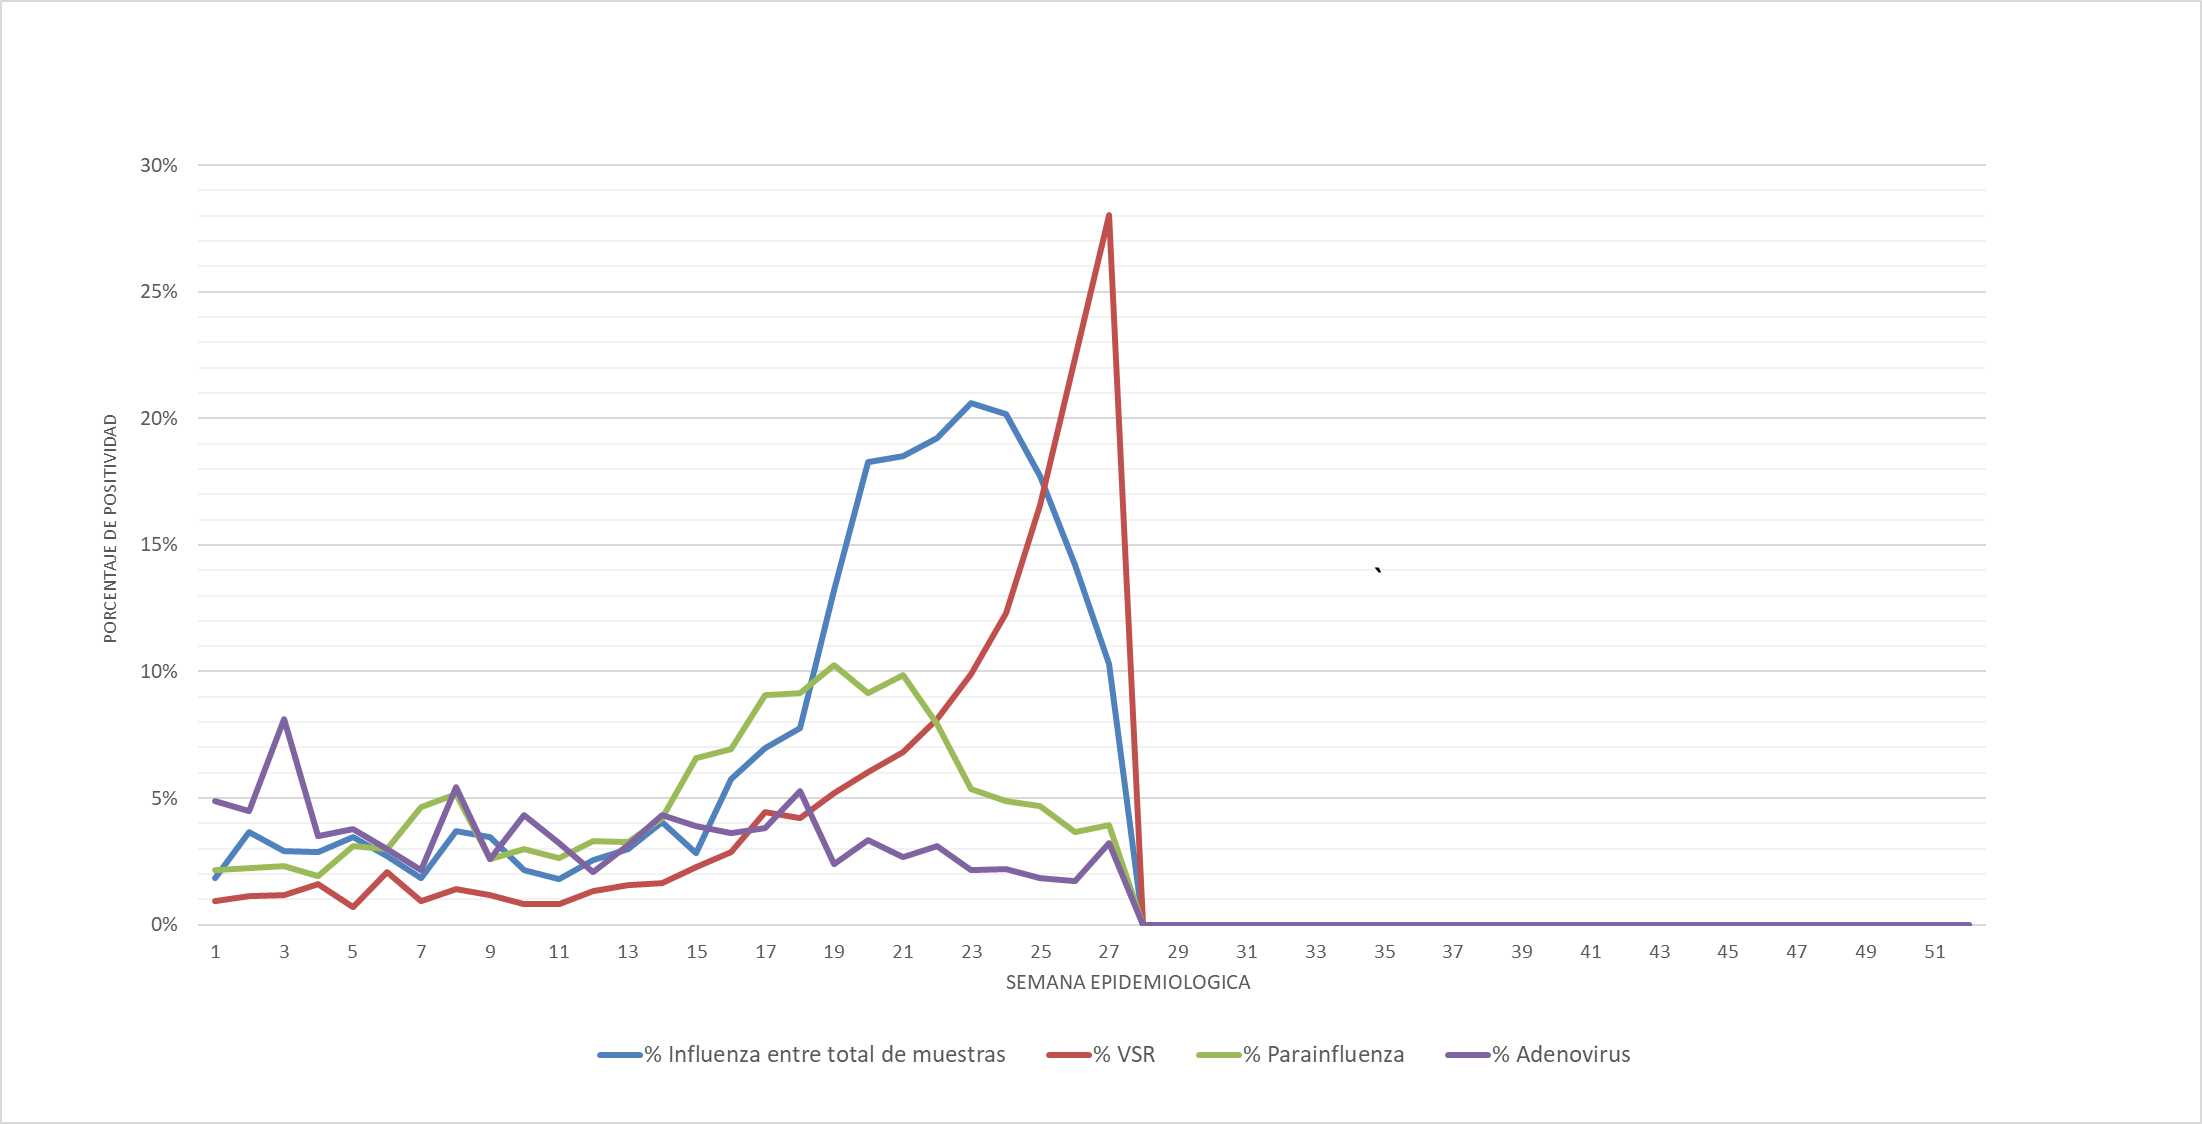 30%
25%
20%
15%
10%
5%
0%
PORCENTAJE DE POSITIVIDAD
`
1 3 5 7 9 11 13 15 17 19 21 23 25 27 29 31 33 35 37 39 41 43 45 47 49 51
SEMANA EPIDEMIOLOGICA
% Influenza entre total de muestras % VSR % Parainfluenza % Adenovirus